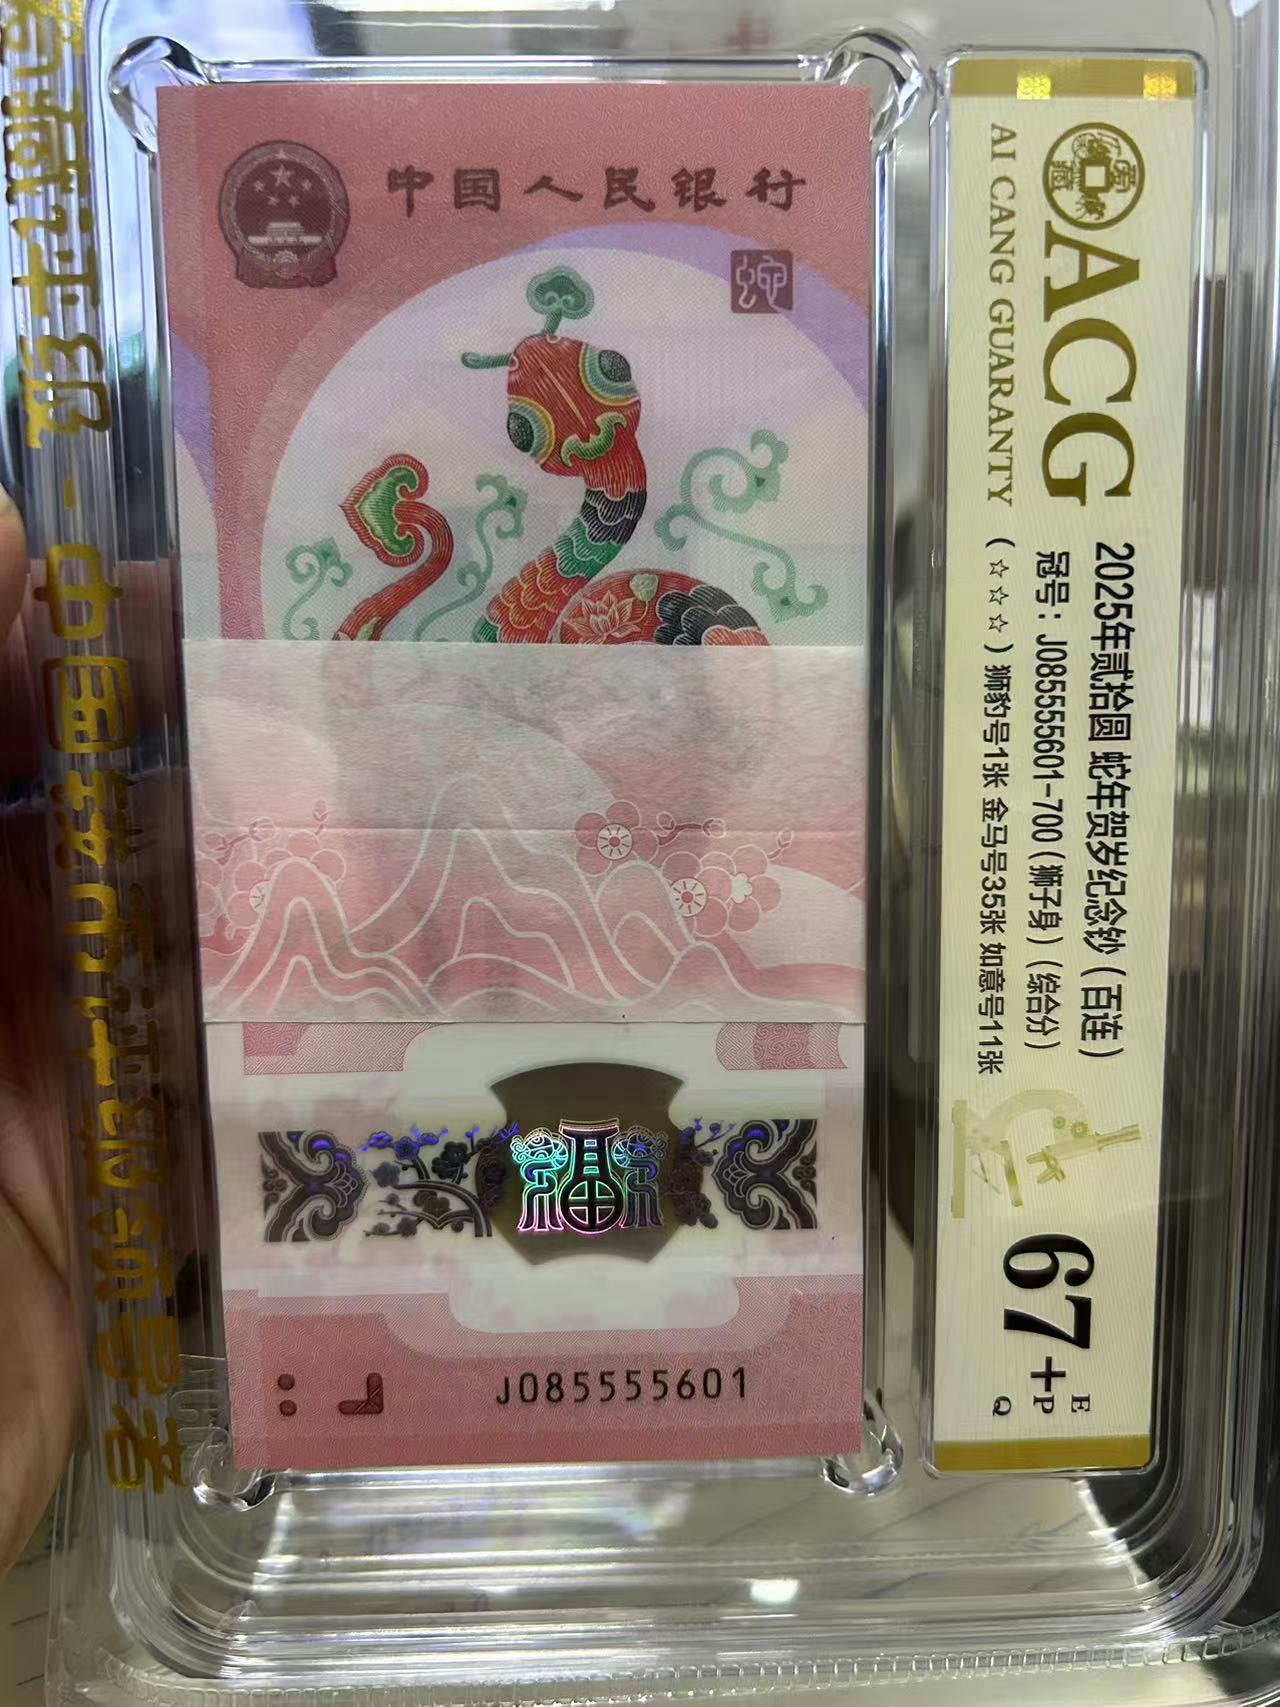 中国人民银行
J085555601
ACG
AI CANG GUARANTY
2025年贰拾圆 蛇年贺岁纪念钞（百连）
冠号：J085555601-700（狮子身）（综合分）
（☆☆☆）狮豹号1张 金马号35张 如意号11张
67+
E
P
Q